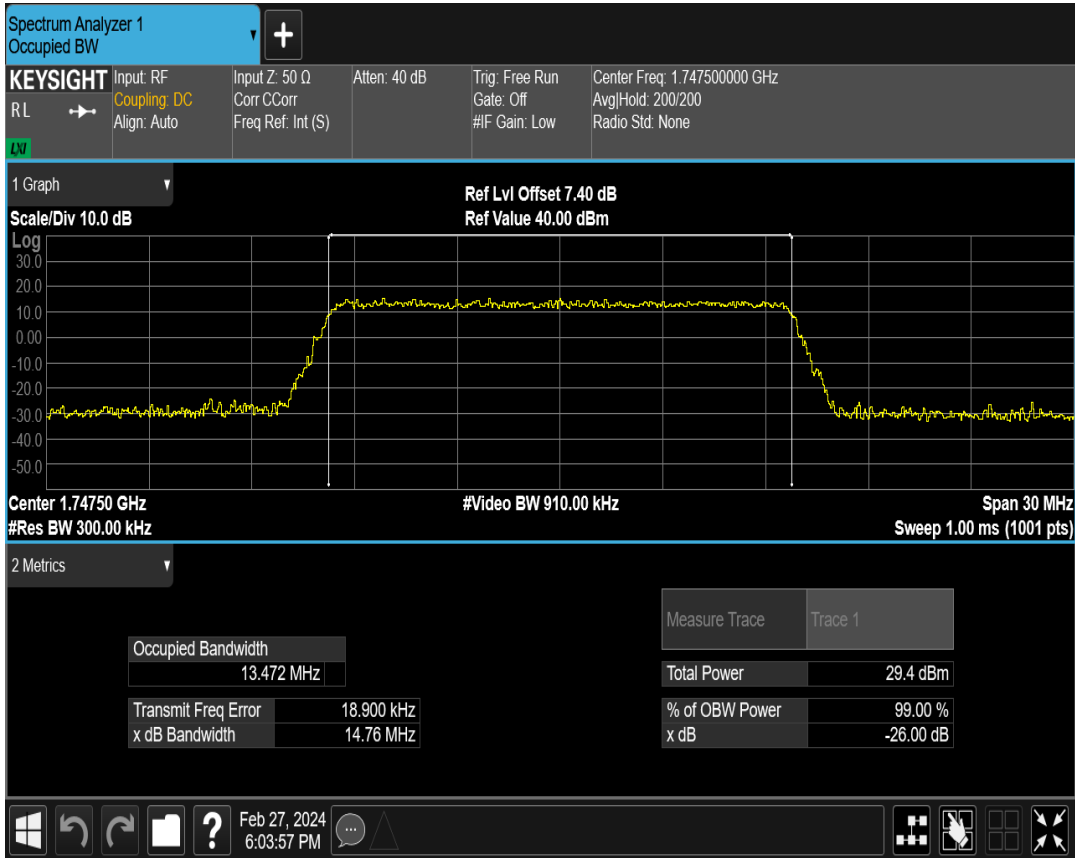 Spectrum Analyzer 1
Occupied BW
KEYSIGHT
R L
LXI
Input: RF
Coupling: DC
Align: Auto
Input Z: 50 Ω
Corr CCorr
Freq Ref: Int (S)
Atten: 40 dB
Trig: Free Run
Gate: Off
#IF Gain: Low
Center Freq: 1.747500000 GHz
Avg|Hold: 200/200
Radio Std: None
1 Graph
Scale/Div 10.0 dB
Ref Lvl Offset 7.40 dB
Ref Value 40.00 dBm
Log
30.0
20.0
10.0
0.00
-10.0
-20.0
-30.0
-40.0
-50.0
Center 1.74750 GHz
#Res BW 300.00 kHz
#Video BW 910.00 kHz
Span 30 MHz
Sweep 1.00 ms (1001 pts)
2 Metrics
Occupied Bandwidth
13.472 MHz
Transmit Freq Error 18.900 kHz
x dB Bandwidth 14.76 MHz
Measure Trace Trace 1
Total Power 29.4 dBm
% of OBW Power 99.00 %
x dB -26.00 dB
Feb 27, 2024
6:03:57 PM